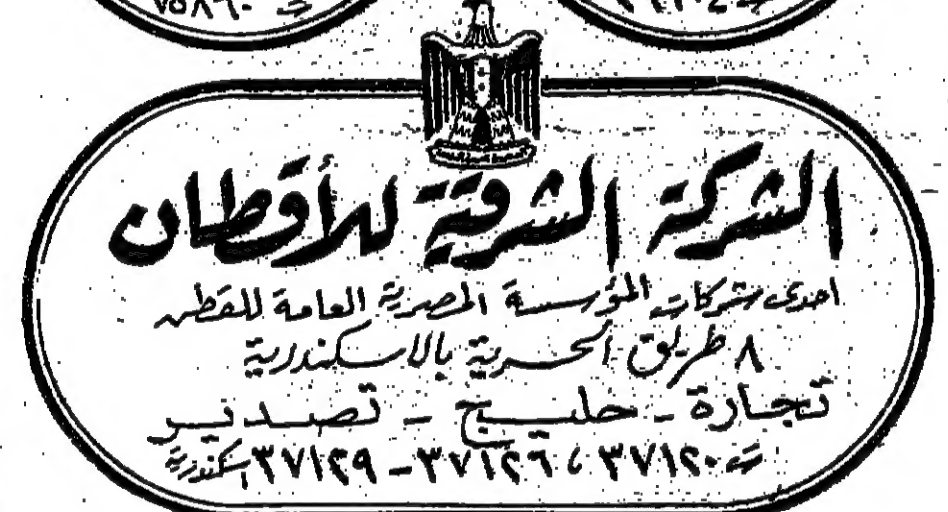 ت ٧٥٨٦٠
الشركة الشرقية للأقطان
احدى شركات المؤسسة المصرية العامة للقطن
٨ طريق الحرية بالاسكندرية
تجارة - حليج - تصدير
ت ٣٧١٢٠ ، ٣٧١٢٦ - ٣٧١٢٩ اسكندرية